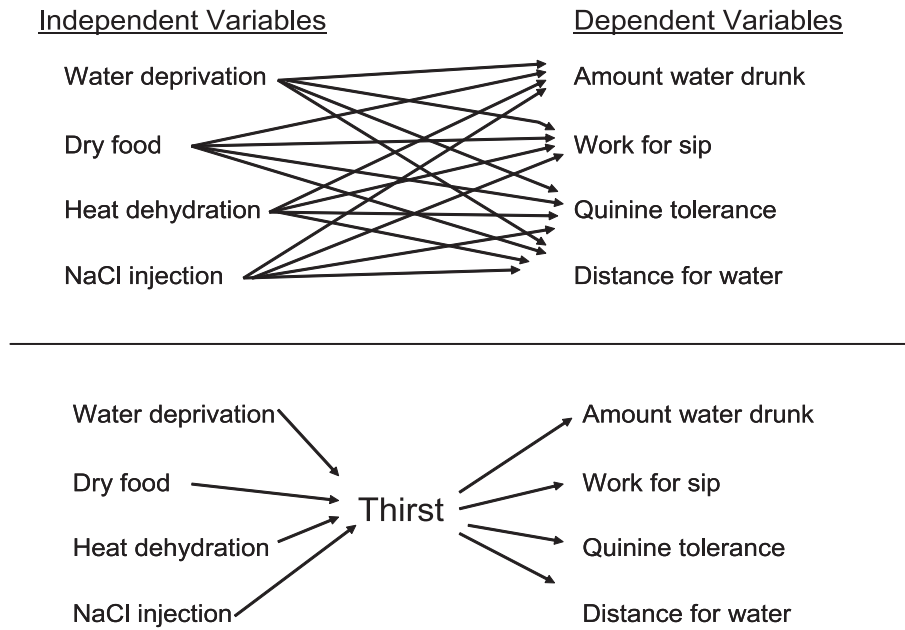 Independent Variables Dependent Variables
Water deprivation Amount water drunk
Dry food Work for sip
Heat dehydration Quinine tolerance
NaCl injection Distance for water
Water deprivation Amount water drunk
Dry food Work for sip
Thirst
Heat dehydration Quinine tolerance
NaCl injection Distance for water